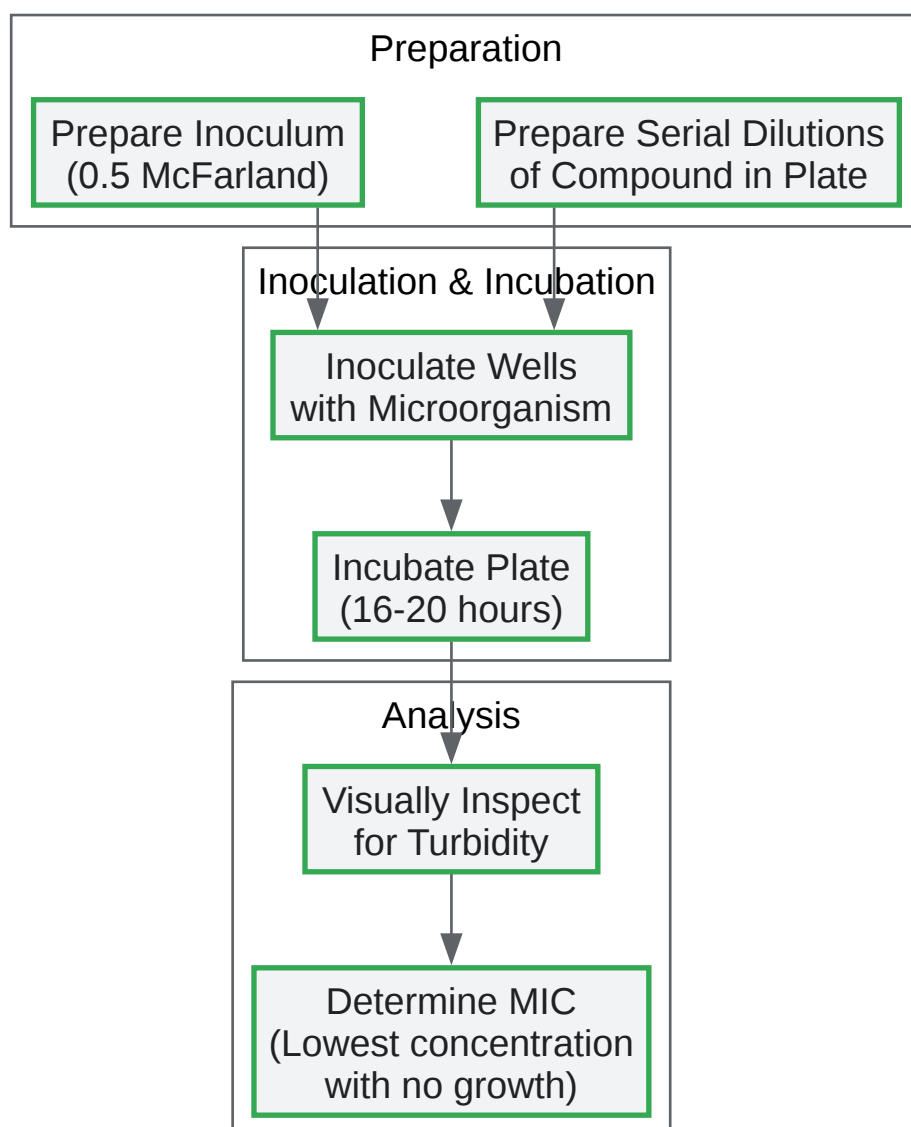 Preparation
Prepare Inoculum
(0.5 McFarland)
Prepare Serial Dilutions
of Compound in Plate
Inoculation & Incubation
Inoculate Wells
with Microorganism
Incubate Plate
(16-20 hours)
Analysis
Visually Inspect
for Turbidity
Determine MIC
(Lowest concentration
with no growth)